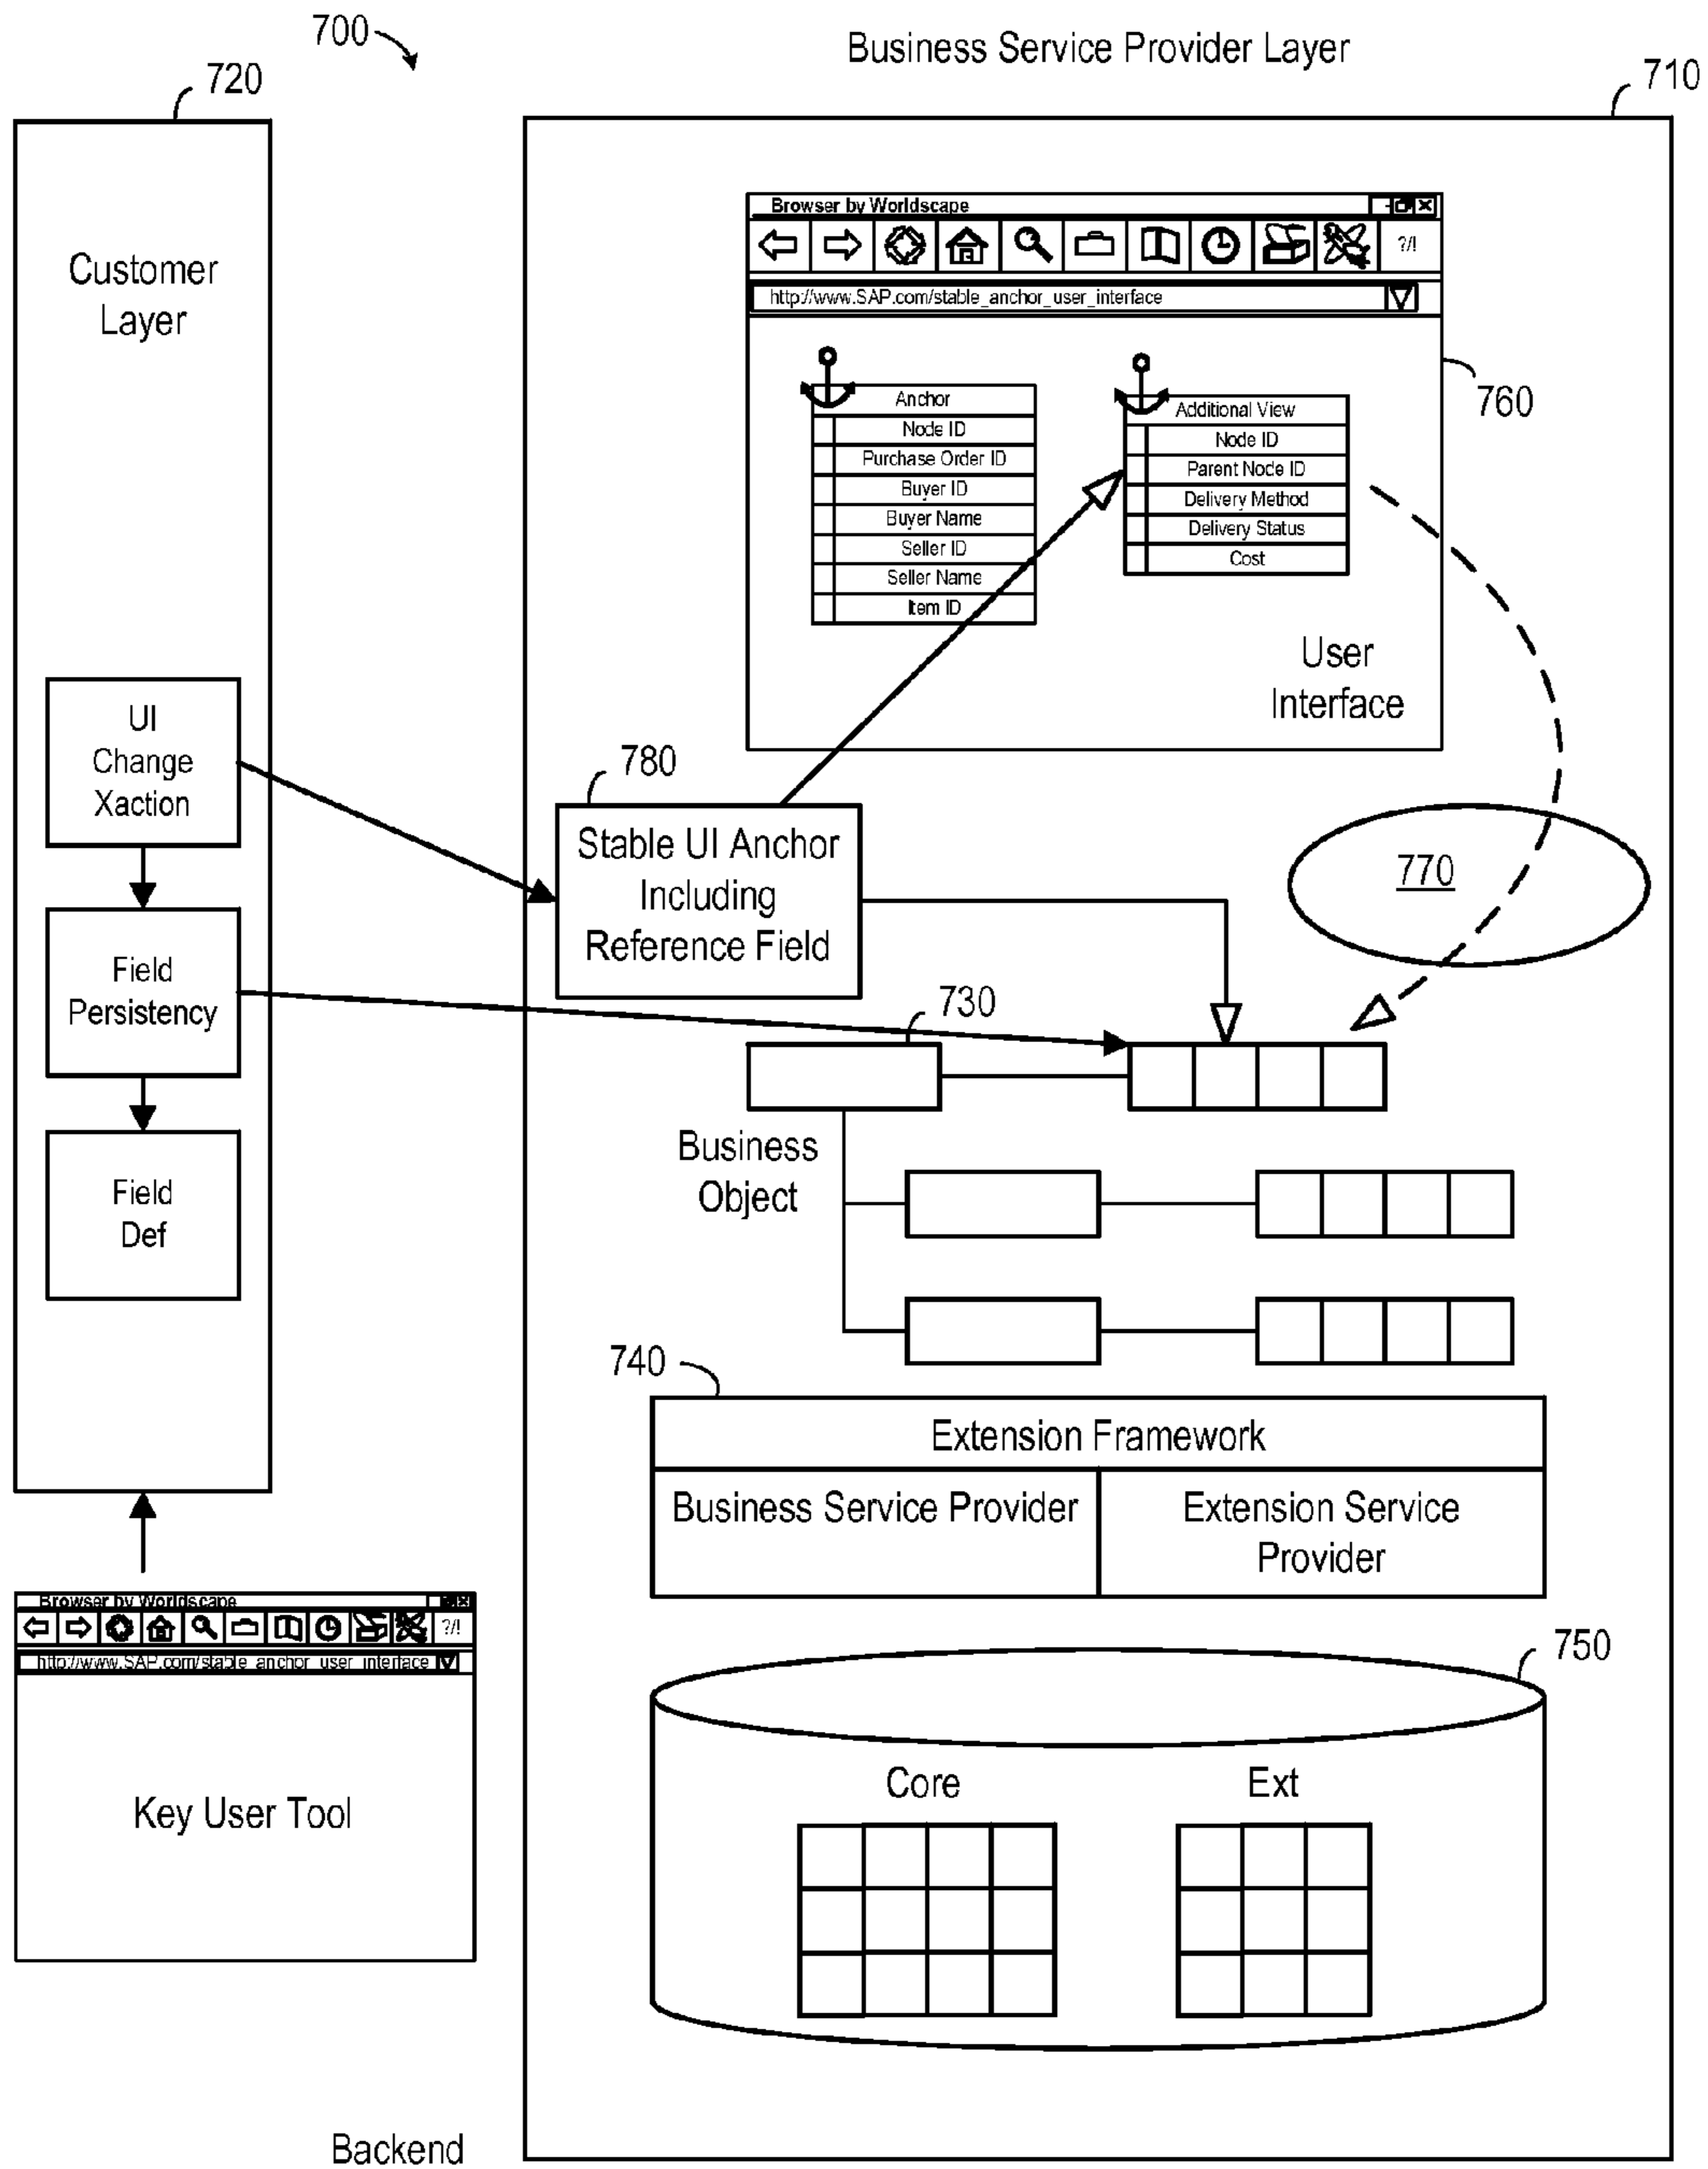 700
Business Service Provider Layer
720
710
Customer
Layer
Browser by Worldscape
?/!
http://www.SAP.com/stable_anchor_user_interface
760
Anchor
Node ID
Purchase Order ID
Buyer ID
Buyer Name
Seller ID
Seller Name
Item ID
Additional View
Node ID
Parent Node ID
Delivery Method
Delivery Status
Cost
User
Interface
UI
Change
Xaction
780
Stable UI Anchor
Including
Reference Field
770
Field
Persistency
730
Business
Object
Field
Def
740
Extension Framework
Business Service Provider
Extension Service
Provider
Browser by Worldscape
?/!
http://www.SAP.com/stable_anchor_user_interface
Key User Tool
750
Core
Ext
Backend